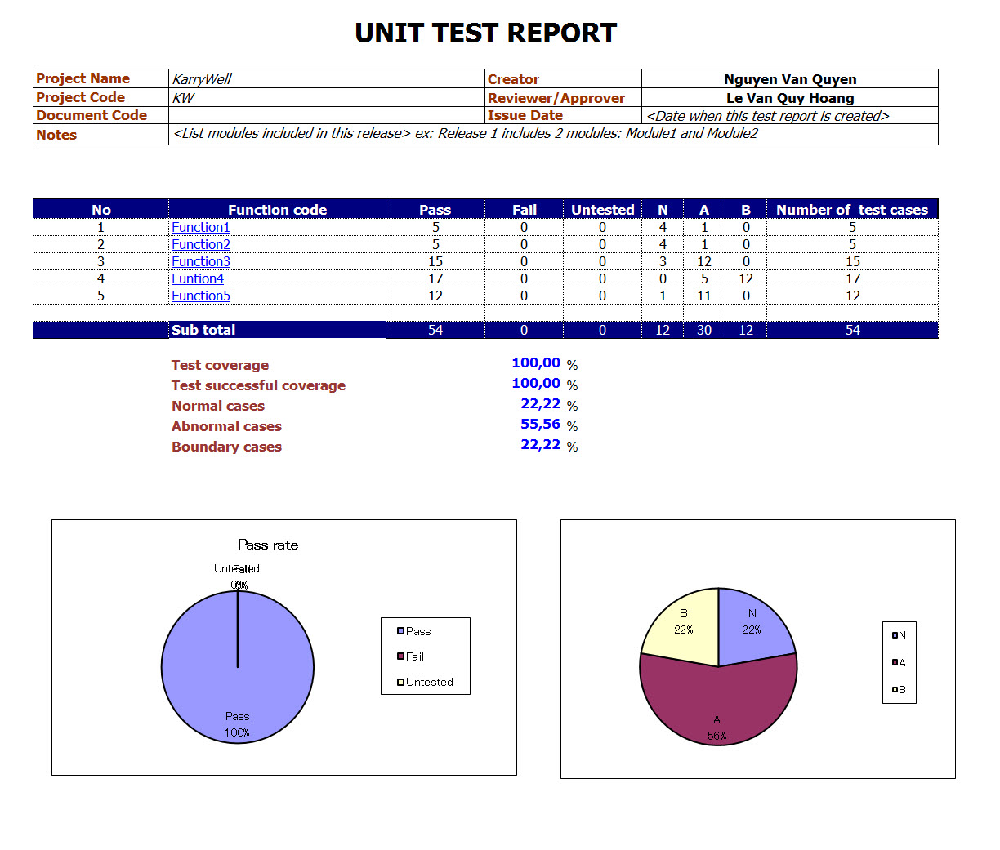 UNIT TEST REPORT
Project Name KarryWell Creator Nguyen Van Quyen
Project Code KW Reviewer/Approver Le Van Quy Hoang
Document Code Issue Date <Date when this test report is created>
Notes <List modules included in this release> ex: Release 1 includes 2 modules: Module1 and Module2
No Function code Pass Fail Untested N A B Number of test cases
1 Function1 5 0 0 4 1 0 5
2 Function2 5 0 0 4 1 0 5
3 Function3 15 0 0 3 12 0 15
4 Funtion4 17 0 0 0 5 12 17
5 Function5 12 0 0 1 11 0 12
Sub total 54 0 0 12 30 12 54
Test coverage 100,00 %
Test successful coverage 100,00 %
Normal cases 22,22 %
Abnormal cases 55,56 %
Boundary cases 22,22 %
Pass rate
Untested Fail
0% 0%
Pass
100%
Pass
Fail
Untested
B
22%
N
22%
A
56%
N
A
B